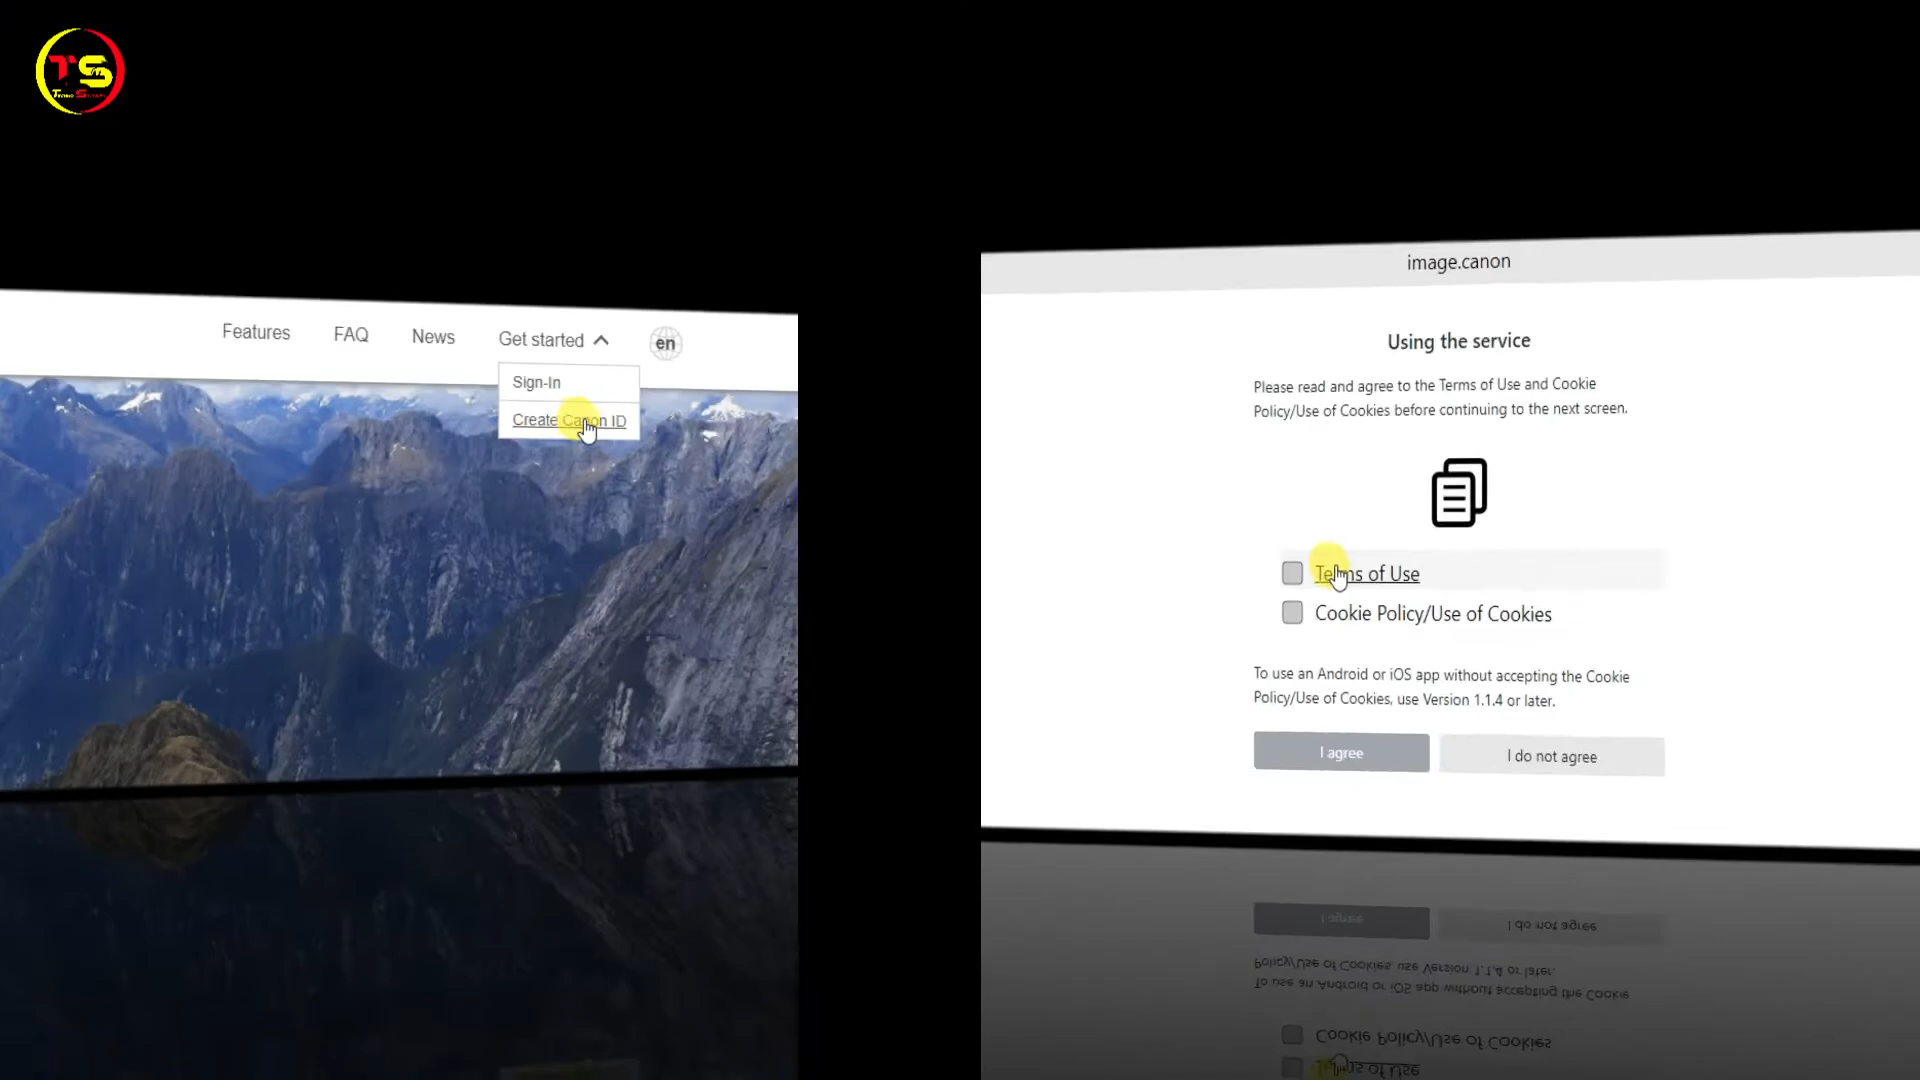 TS
Features
FAQ
News
Get started
en
Sign-In
Create Canon ID
image.canon
Using the service
Please read and agree to the Terms of Use and Cookie
Policy/Use of Cookies before continuing to the next screen.
Terms of Use
Cookie Policy/Use of Cookies
To use an Android or iOS app without accepting the Cookie
Policy/Use of Cookies, use Version 1.1.4 or later.
I agree
I do not agree